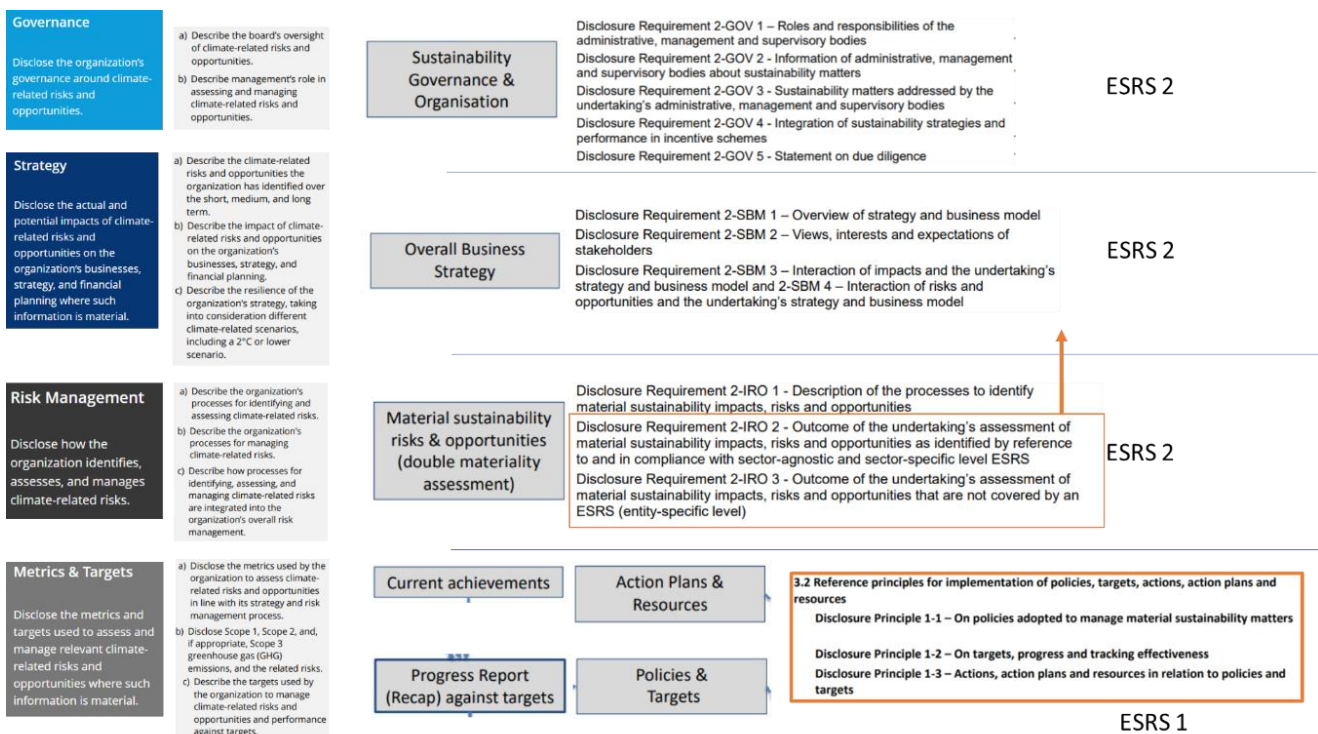 Governance
Disclose the organization's
governance around climate-
related risks and
opportunities.
a) Describe the board's oversight
of climate-related risks and
opportunities.
b) Describe management's role in
assessing and managing
climate-related risks and
opportunities.
Sustainability
Governance &
Organisation
Disclosure Requirement 2-GOV 1 – Roles and responsibilities of the
administrative, management and supervisory bodies
Disclosure Requirement 2-GOV 2 - Information of administrative, management
and supervisory bodies about sustainability matters
Disclosure Requirement 2-GOV 3 - Sustainability matters addressed by the
undertaking's administrative, management and supervisory bodies
Disclosure Requirement 2-GOV 4 - Integration of sustainability strategies and
performance in incentive schemes
Disclosure Requirement 2-GOV 5 - Statement on due diligence
ESRS 2
Strategy
Disclose the actual and
potential impacts of climate-
related risks and
opportunities on the
organization's businesses,
strategy, and financial
planning where such
information is material.
a) Describe the climate-related
risks and opportunities the
organization has identified over
the short, medium, and long
term.
b) Describe the impact of climate-
related risks and opportunities
on the organization's
businesses, strategy, and
financial planning.
c) Describe the resilience of the
organization's strategy, taking
into consideration different
climate-related scenarios,
including a 2°C or lower
scenario.
Overall Business
Strategy
Disclosure Requirement 2-SBM 1 – Overview of strategy and business model
Disclosure Requirement 2-SBM 2 – Views, interests and expectations of
stakeholders
Disclosure Requirement 2-SBM 3 – Interaction of impacts and the undertaking's
strategy and business model and 2-SBM 4 – Interaction of risks and
opportunities and the undertaking's strategy and business model
ESRS 2
Risk Management
Disclose how the
organization identifies,
assesses, and manages
climate-related risks.
a) Describe the organization's
processes for identifying and
assessing climate-related risks.
b) Describe the organization's
processes for managing
climate-related risks.
c) Describe how processes for
identifying, assessing, and
managing climate-related risks
are integrated into the
organization's overall risk
management.
Material sustainability
risks & opportunities
(double materiality
assessment)
Disclosure Requirement 2-IRO 1 - Description of the processes to identify
material sustainability impacts, risks and opportunities
Disclosure Requirement 2-IRO 2 - Outcome of the undertaking's assessment of
material sustainability impacts, risks and opportunities as identified by reference
to and in compliance with sector-agnostic and sector-specific level ESRS
Disclosure Requirement 2-IRO 3 - Outcome of the undertaking's assessment of
material sustainability impacts, risks and opportunities that are not covered by an
ESRS (entity-specific level)
ESRS 2
Metrics & Targets
Disclose the metrics and
targets used to assess and
manage relevant climate-
related risks and
opportunities where such
information is material.
a) Disclose the metrics used by the
organization to assess climate-
related risks and opportunities
in line with its strategy and risk
management process.
b) Disclose Scope 1, Scope 2, and,
if appropriate, Scope 3
greenhouse gas (GHG)
emissions, and the related risks.
c) Describe the targets used by
the organization to manage
climate-related risks and
opportunities and performance
against targets.
Current achievements
Action Plans &
Resources
Progress Report
(Recap) against targets
Policies &
Targets
3.2 Reference principles for implementation of policies, targets, actions, action plans and
resources
Disclosure Principle 1-1 – On policies adopted to manage material sustainability matters
Disclosure Principle 1-2 – On targets, progress and tracking effectiveness
Disclosure Principle 1-3 – Actions, action plans and resources in relation to policies and
targets
ESRS 1